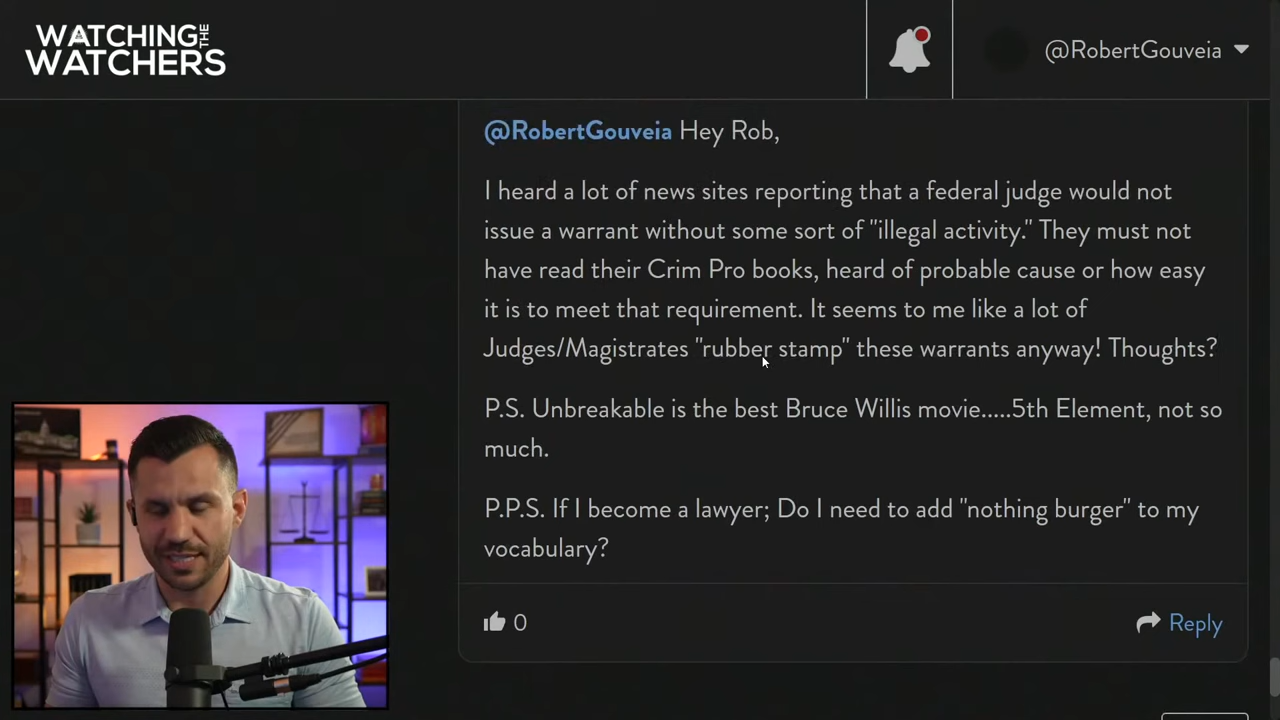 WATCHING THE
WATCHERS
@RobertGouveia
@RobertGouveia Hey Rob,
I heard a lot of news sites reporting that a federal judge would not
issue a warrant without some sort of "illegal activity." They must not
have read their Crim Pro books, heard of probable cause or how easy
it is to meet that requirement. It seems to me like a lot of
Judges/Magistrates "rubber stamp" these warrants anyway! Thoughts?
P.S. Unbreakable is the best Bruce Willis movie.....5th Element, not so
much.
P.P.S. If I become a lawyer; Do I need to add "nothing burger" to my
vocabulary?
0
Reply